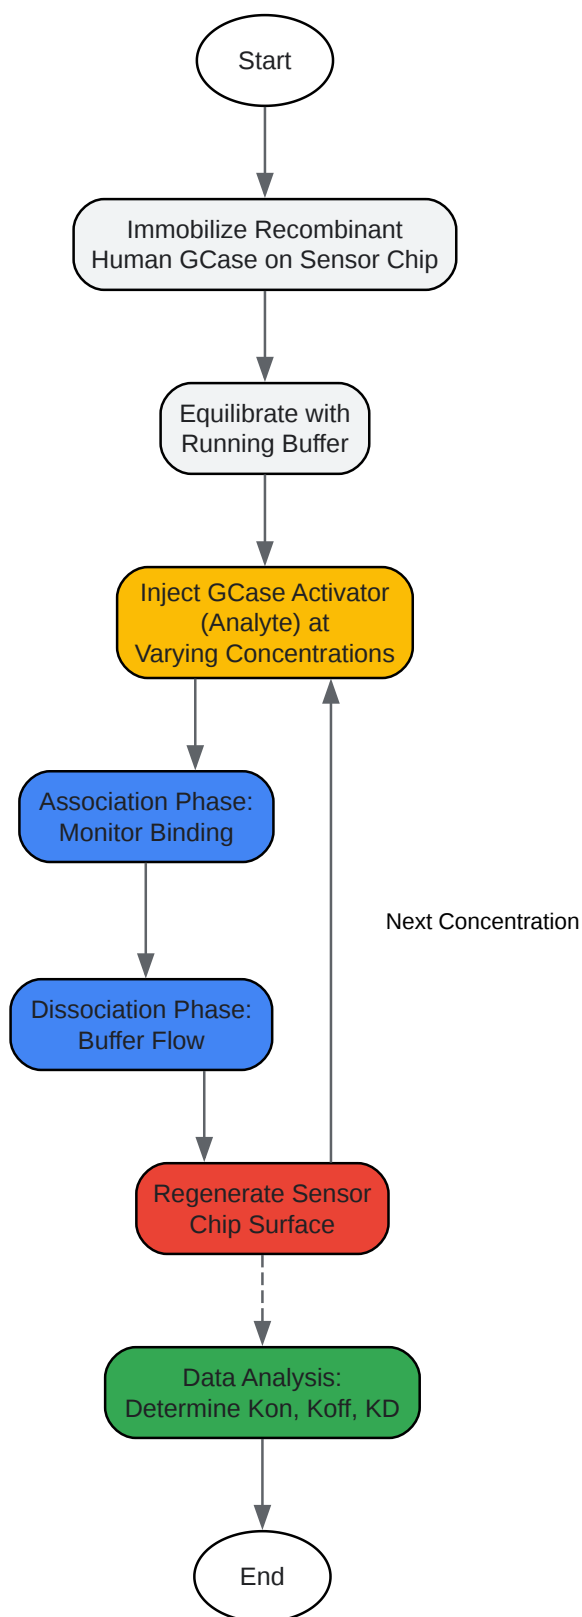 Start
Immobilize Recombinant
Human GCase on Sensor Chip
Equilibrate with
Running Buffer
Inject GCase Activator
(Analyte) at
Varying Concentrations
Association Phase:
Monitor Binding
Next Concentration
Dissociation Phase:
Buffer Flow
Regenerate Sensor
Chip Surface
Data Analysis:
Determine Kon, Koff, KD
End